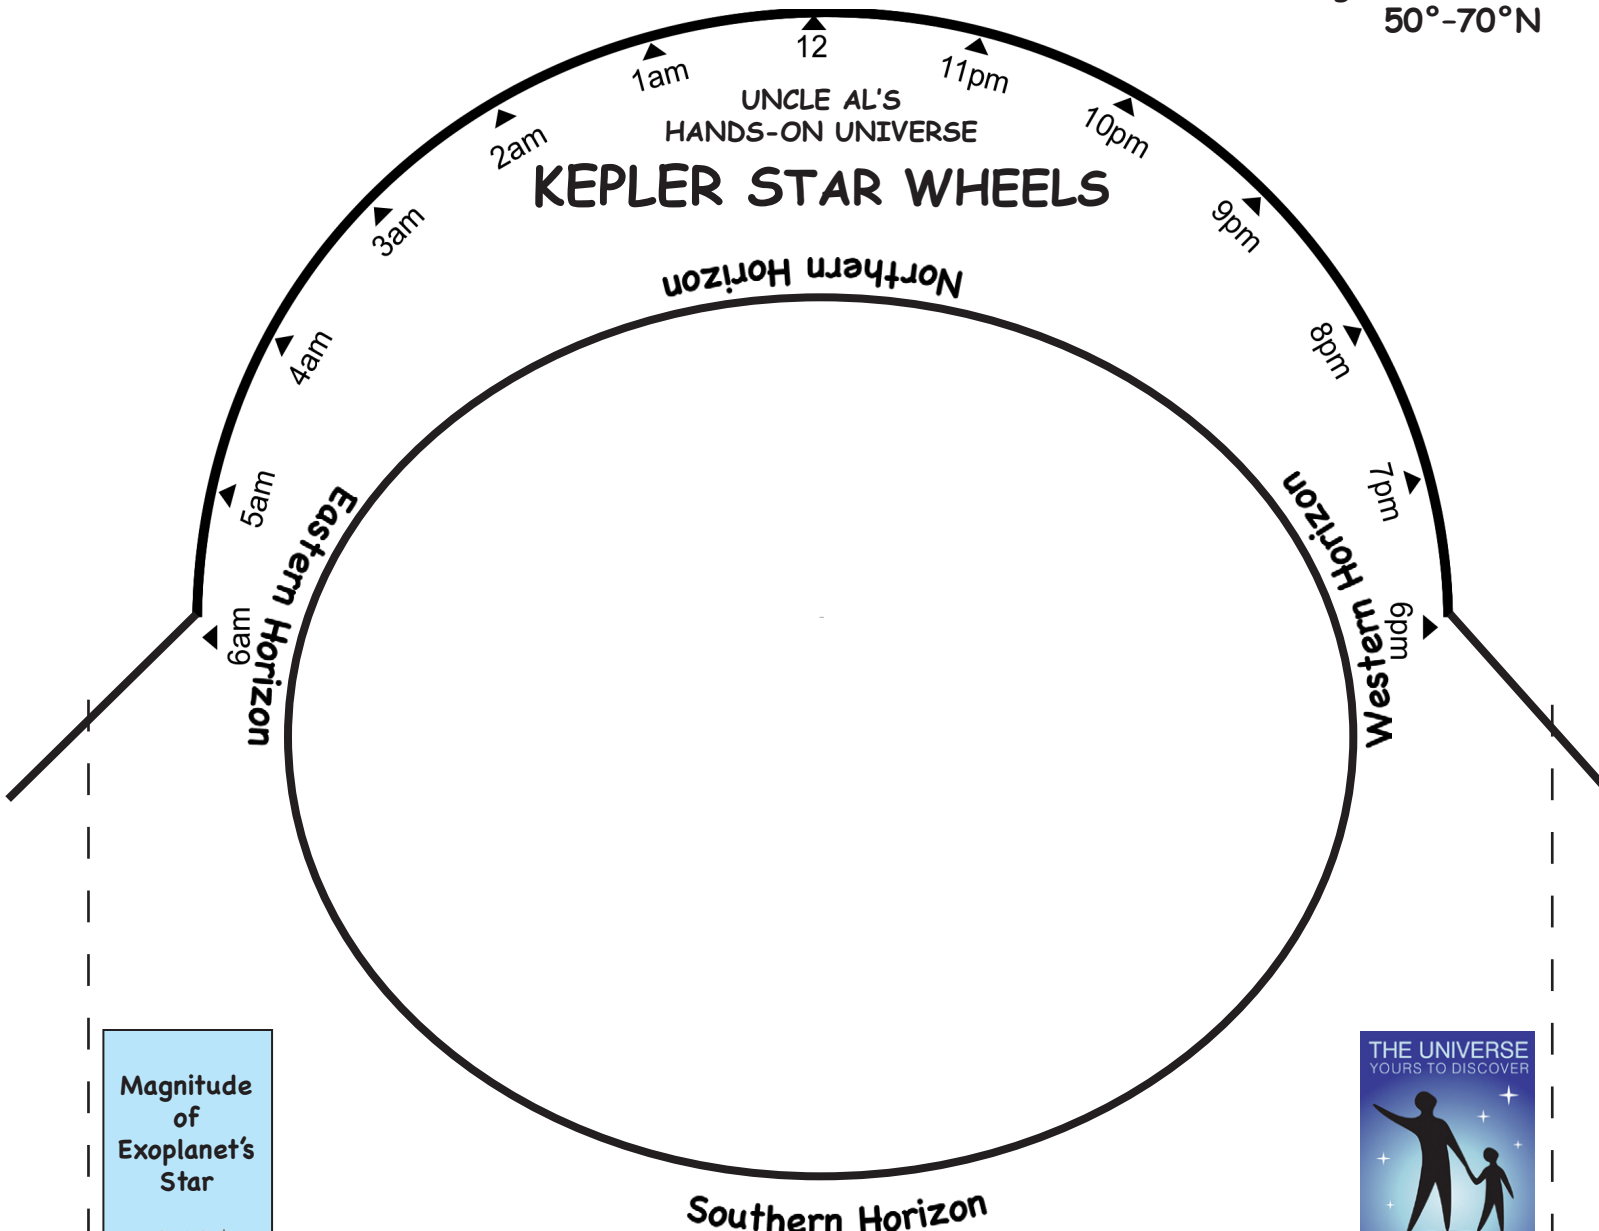 50°-70°N
12
1am
11pm
2am
10pm
3am
9pm
4am
8pm
5am
7pm
6am
6pm
UNCLE AL'S
HANDS-ON UNIVERSE
KEPLER STAR WHEELS
Northern Horizon
Eastern Horizon
Western Horizon
Southern Horizon
Magnitude
of
Exoplanet's
Star
THE UNIVERSE
YOURS TO DISCOVER